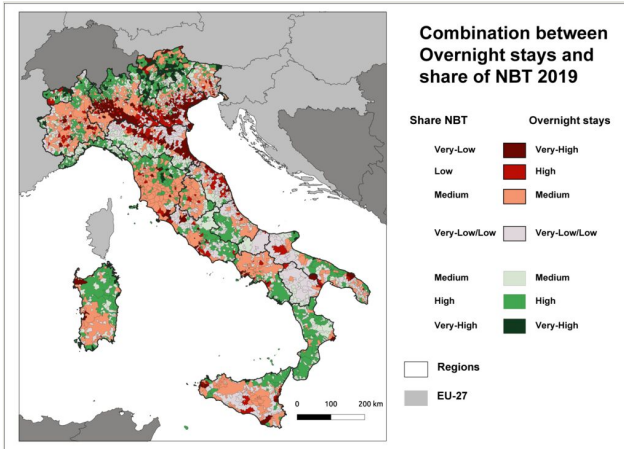 Combination between
Overnight stays and
share of NBT 2019
Share NBT Overnight stays
Very-Low Very-High
Low High
Medium Medium
Very-Low/Low Very-Low/Low
Medium Medium
High High
Very-High Very-High
Regions
EU-27
0 100 200 km